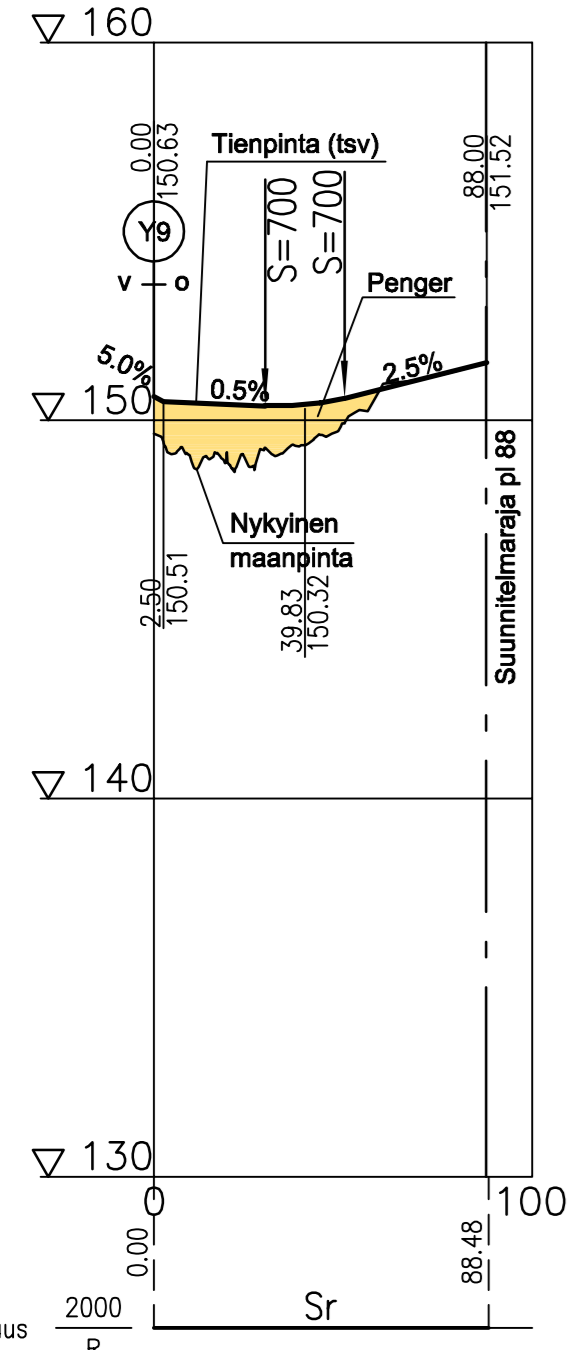 160
0.00
150.63
Tienpinta (tsv)
88.00
151.52
S=700
S=700
Y9
v – o
Penger
5.0%
0.5%
2.5%
150
Nykyinen
maanpinta
Suunnitelmaraja pl 88
2.50
150.51
39.83
150.32
140
130
0
100
0.00
88.48
2000
Sr
uus
R